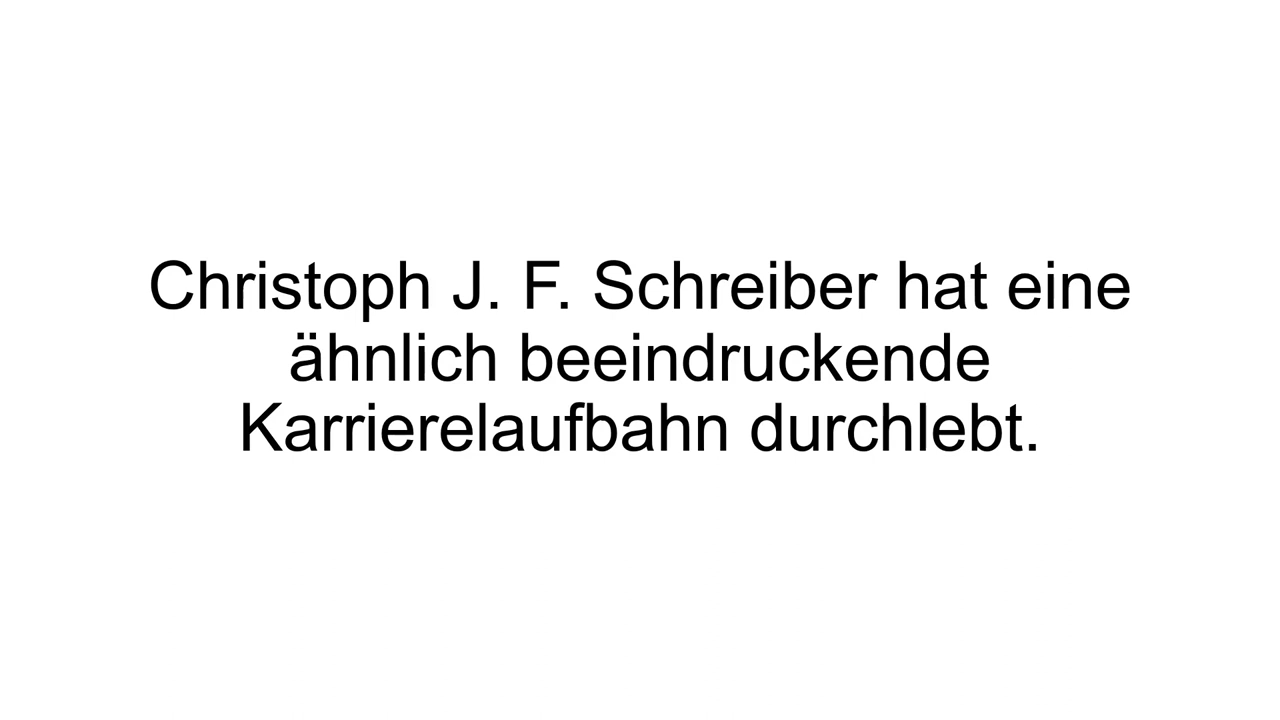 Christoph J. F. Schreiber hat eine
ähnlich beeindruckende
Karrierelaufbahn durchlebt.